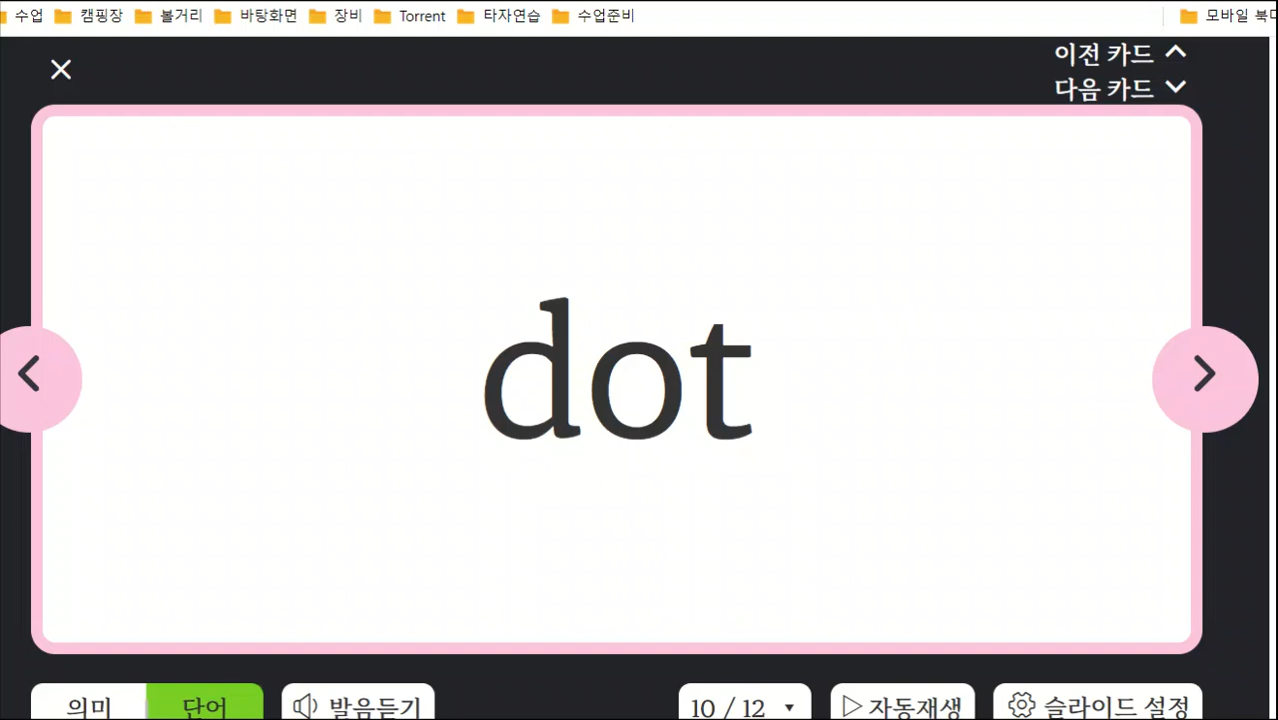 수업 캠핑장 볼거리 바탕화면 장비 Torrent 타자연습 수업준비 모바일 북
이전 카드
다음 카드
dot
의미 단어 발음듣기 10 / 12 자동재생 슬라이드 설정